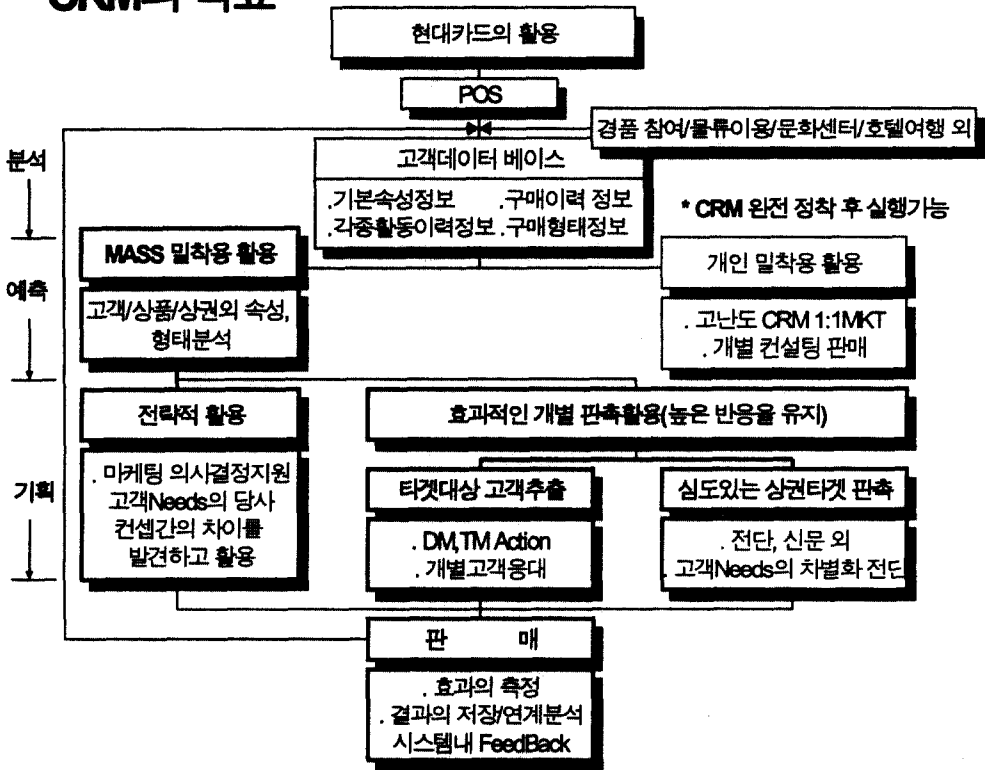 현대카드의 활용
POS
경품 참여/물류이용/문화센터/호텔여행 외
분석
고객데이터 베이스
.기본속성정보 .구매이력 정보
.각종활동이력정보 .구매형태정보
* CRM 완전 정착 후 실행가능
MASS 밀착용 활용
개인 밀착용 활용
예측
고객/상품/상권외 속성,
형태분석
. 고난도 CRM 1:1MKT
. 개별 컨설팅 판매
전략적 활용
효과적인 개별 판촉활용(높은 반응율 유지)
기획
. 마케팅 의사결정지원
고객Needs의 당사
컨셉간의 차이를
발견하고 활용
타겟대상 고객추출
. DM,TM Action
. 개별고객응대
심도있는 상권타겟 판촉
. 전단, 신문 외
. 고객Needs의 차별화 전단
판 매
. 효과의 측정
. 결과의 저장/연계분석
시스템내 FeedBack